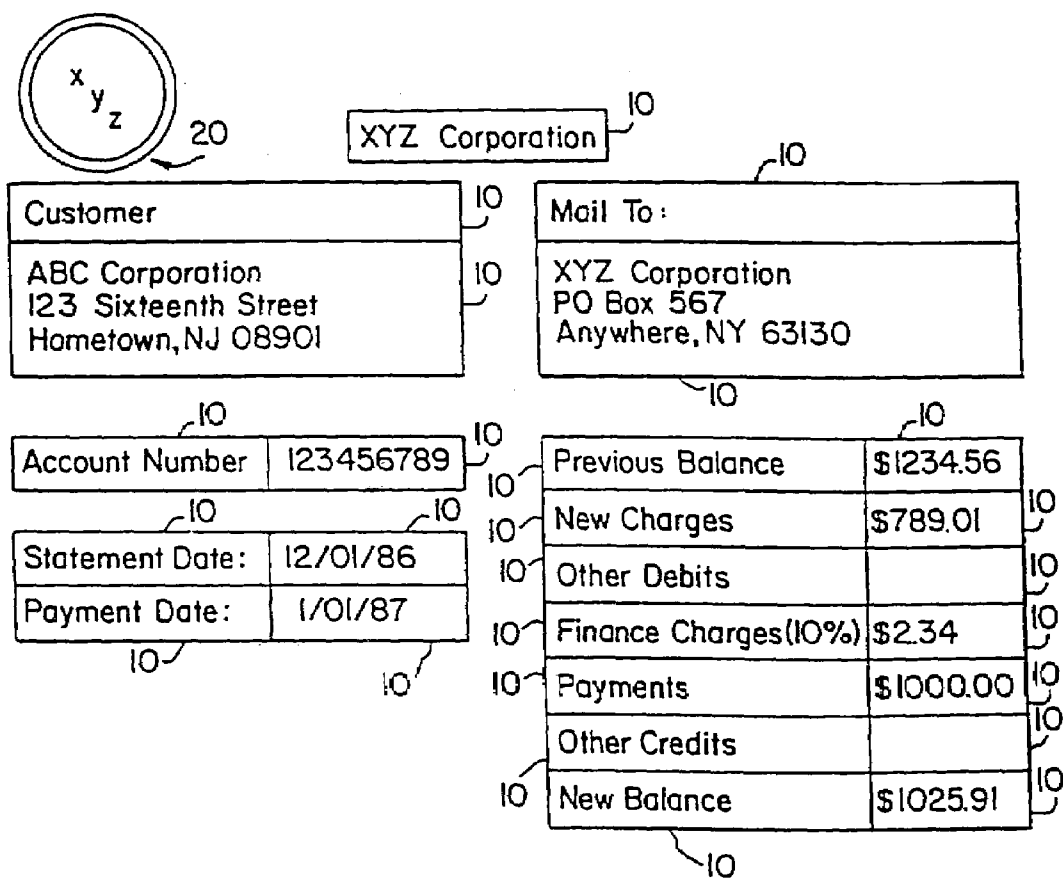 x
y
z
20
XYZ Corporation
10
Customer
10
ABC Corporation
123 Sixteenth Street
Hometown, NJ 08901
10
10
Mail To:
XYZ Corporation
PO Box 567
Anywhere, NY 63130
10
10
Account Number 123456789
10
10 10
Statement Date: 12/01/86
Payment Date: 1/01/87
10 10
10
10 Previous Balance $1234.56
10 New Charges $789.01 10
10 Other Debits 10
10 Finance Charges(10%) $2.34 10
10 Payments $1000.00 10
Other Credits 10
10 New Balance $1025.91 10
10